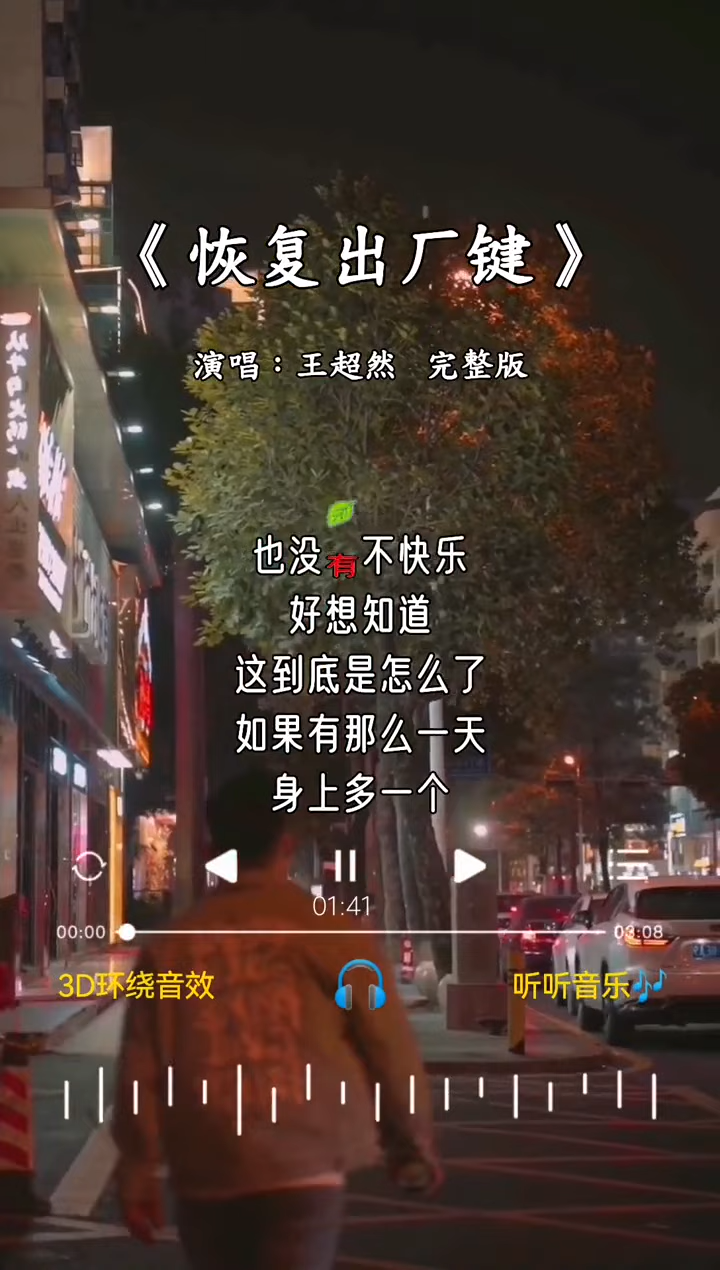 《恢复出厂键》
演唱：王超然 完整版
也没有不快乐
好想知道
这到底是怎么了
如果有那么一天
身上多一个
01:41
00:00
03:08
3D环绕音效
听听音乐